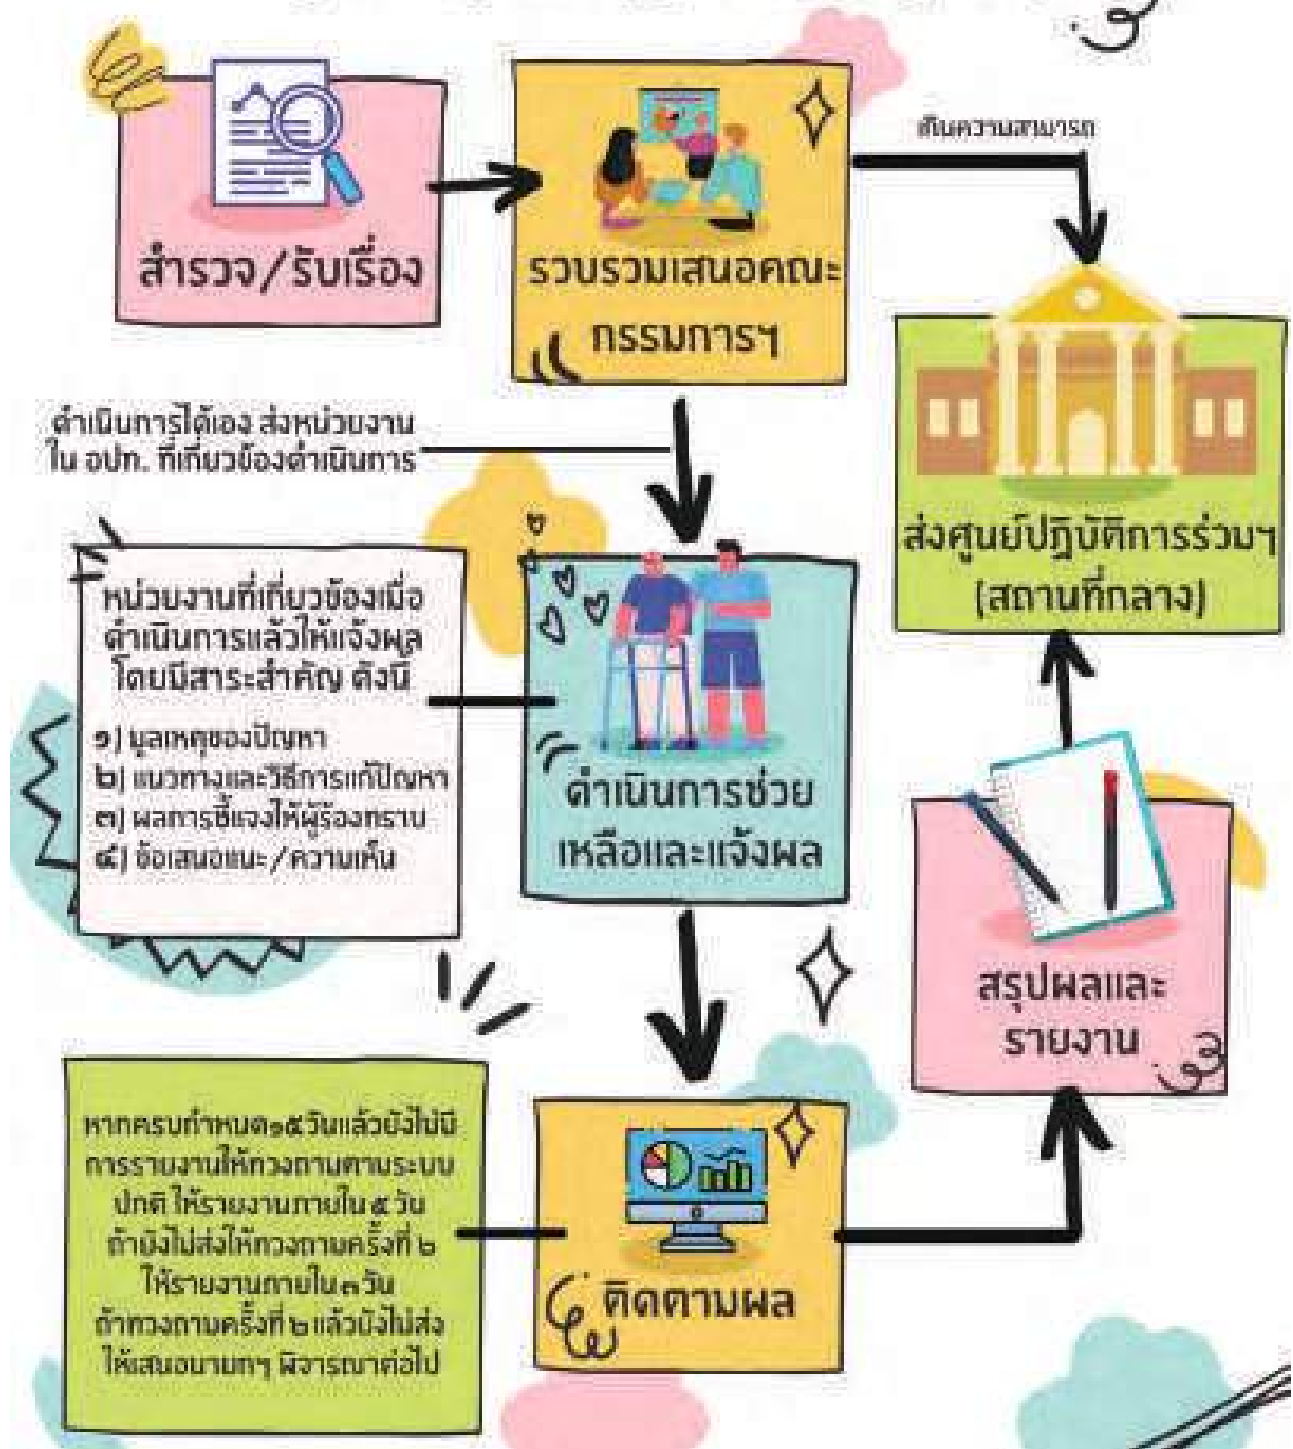 สำรวจ/รับเรื่อง
รวบรวมเสนอคณะ
กรรมการฯ
เกินความสามารถ
ส่งศูนย์ปฏิบัติการร่วมฯ
(สถานที่กลาง)
ดำเนินการได้เอง ส่งหน่วยงาน
ใน อปท. ที่เกี่ยวข้องดำเนินการ
หน่วยงานที่เกี่ยวข้องเมื่อ
ดำเนินการแล้วให้แจ้งผล
โดยมีสาระสำคัญ ดังนี้
๑) มูลเหตุของปัญหา
๒) แนวทางและวิธีการแก้ปัญหา
๓) ผลการชี้แจงให้ผู้ร้องทราบ
๔) ข้อเสนอแนะ/ความเห็น
ดำเนินการช่วย
เหลือและแจ้งผล
สรุปผลและ
รายงาน
หากครบกำหนด๑๕วันแล้วยังไม่มี
การรายงานให้ทวงถามตามระบบ
ปกติ ให้รายงานภายใน ๕ วัน
ถ้ายังไม่ส่งให้ทวงถามครั้งที่ ๒
ให้รายงานภายใน ๓ วัน
ถ้าทวงถามครั้งที่ ๒ แล้วยังไม่ส่ง
ให้เสนอนายกฯ พิจารณาต่อไป
ติดตามผล